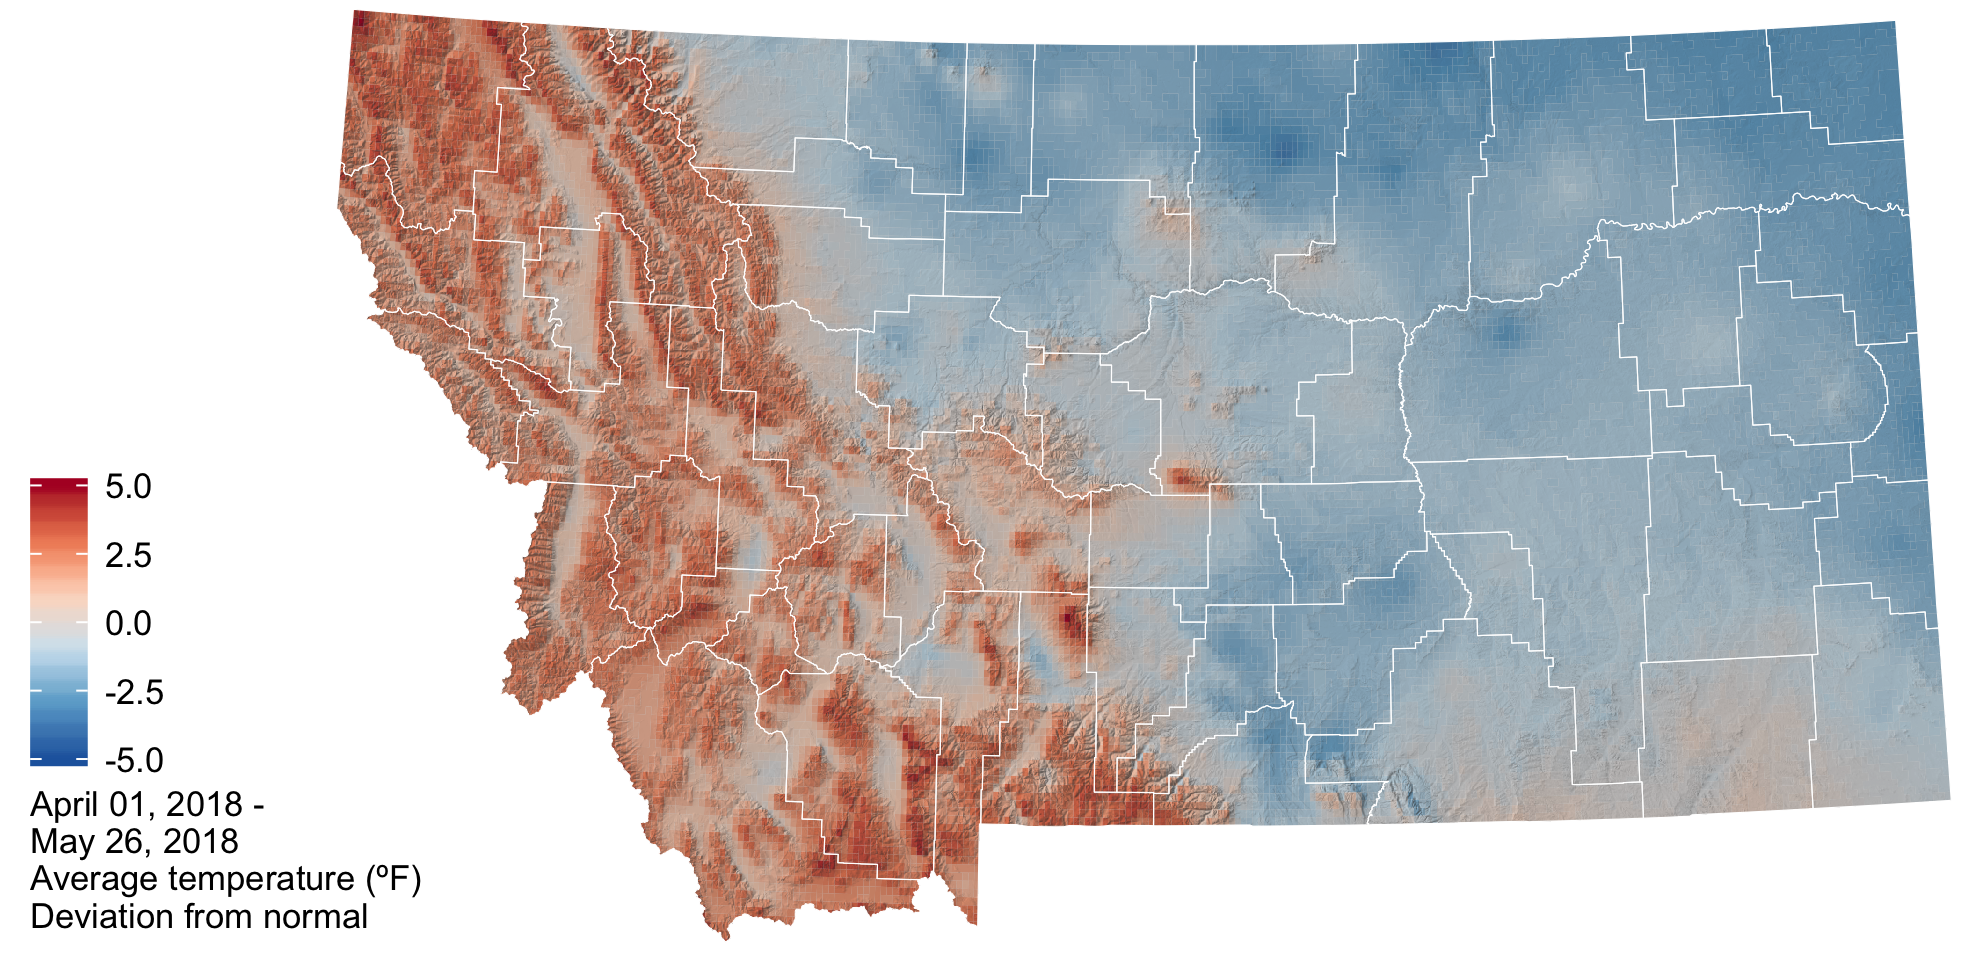 5.0
2.5
0.0
-2.5
-5.0
April 01, 2018 -
May 26, 2018
Average temperature (ºF)
Deviation from normal